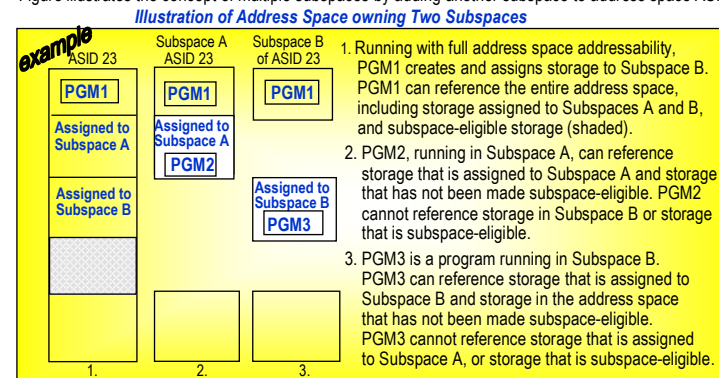 Figure illustrates the concept of multiple subspaces by adding another subspace to address space
Illustration of Address Space owning Two Subspaces
example
ASID 23
Subspace A
ASID 23
Subspace B
of ASID 23
PGM1
PGM1
PGM1
Assigned to
Subspace A
Assigned to
Subspace A
PGM2
Assigned to
Subspace B
Assigned to
Subspace B
PGM3
1.
2.
3.
1. Running with full address space addressability,
PGM1 creates and assigns storage to Subspace B.
PGM1 can reference the entire address space,
including storage assigned to Subspaces A and B,
and subspace-eligible storage (shaded).
2. PGM2, running in Subspace A, can reference
storage that is assigned to Subspace A and storage
that has not been made subspace-eligible. PGM2
cannot reference storage in Subspace B or storage
that is subspace-eligible.
3. PGM3 is a program running in Subspace B.
PGM3 can reference storage that is assigned to
Subspace B and storage in the address space
that has not been made subspace-eligible.
PGM3 cannot reference storage that is assigned
to Subspace A, or storage that is subspace-eligible.